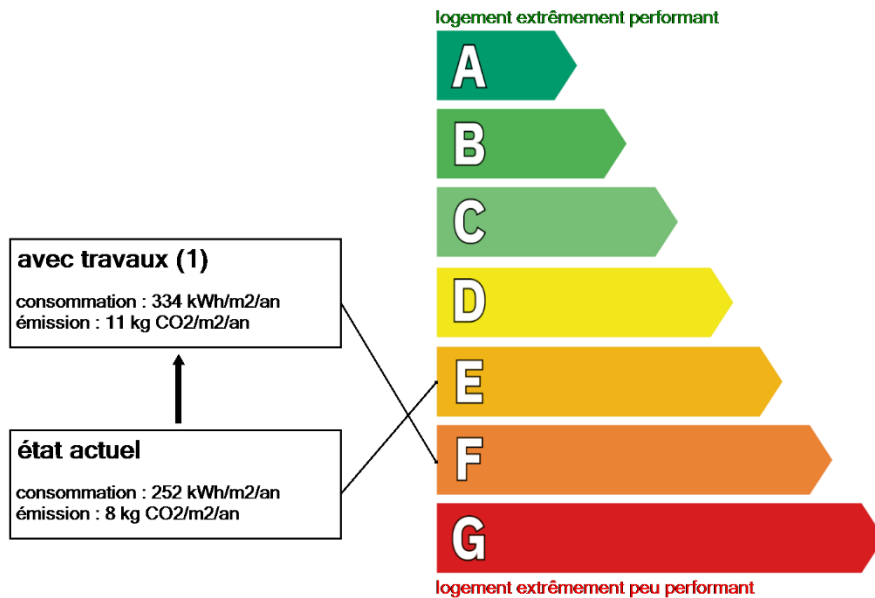 logement extrêmement performant
A
B
C
avec travaux (1)
consommation : 334 kWh/m2/an
émission : 11 kg CO2/m2/an
D
E
état actuel
consommation : 252 kWh/m2/an
émission : 8 kg CO2/m2/an
F
G
logement extrêmement peu performant